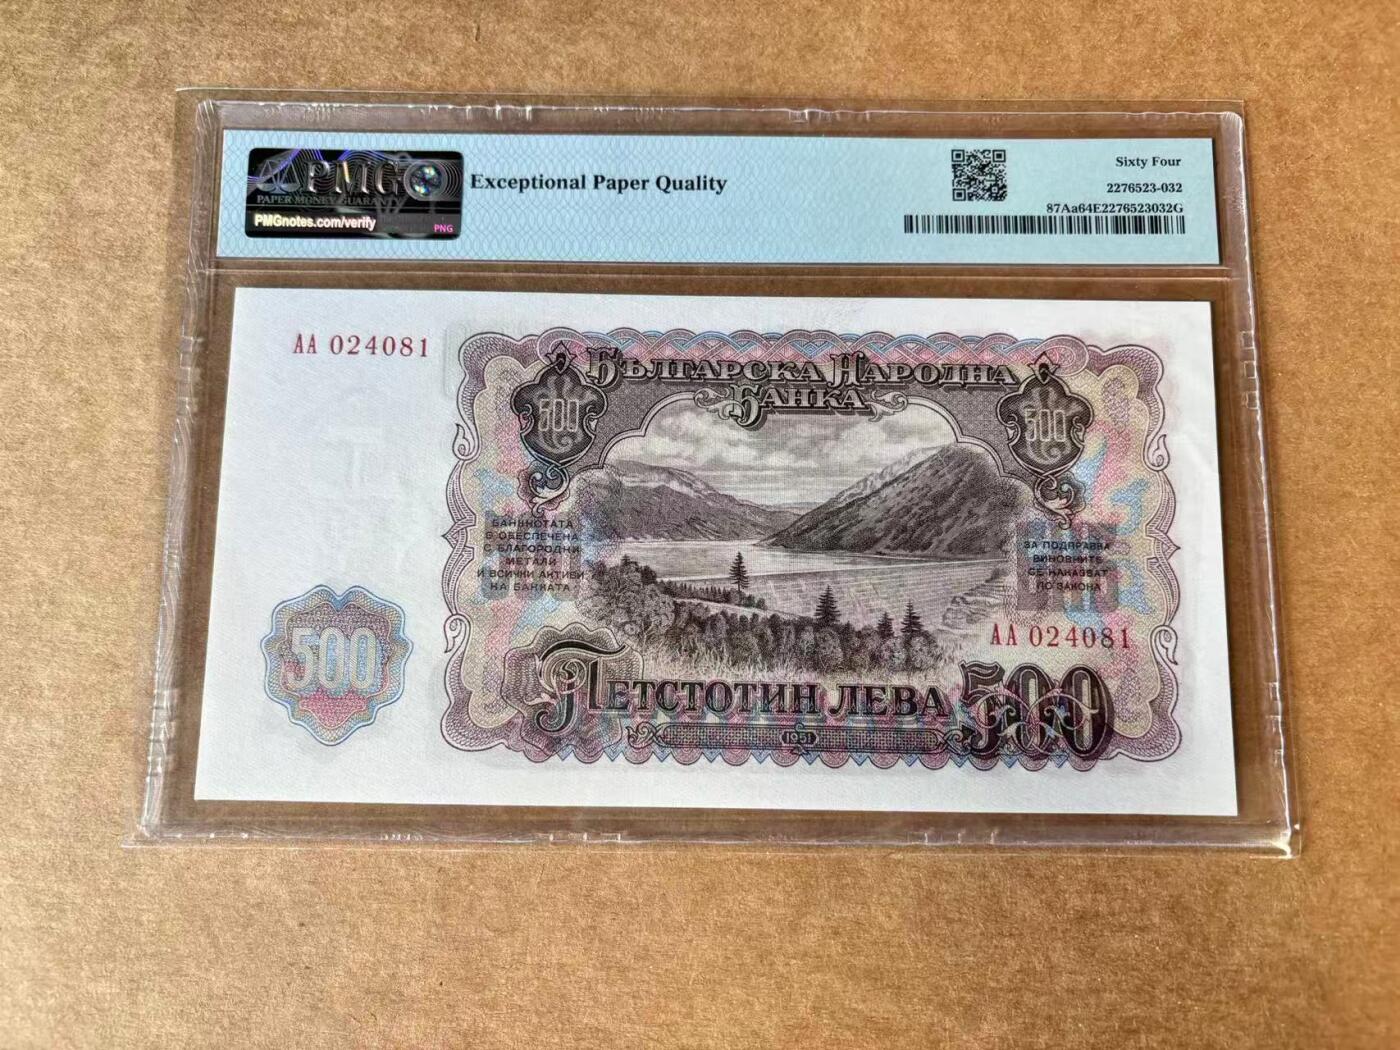 PMG
PAPER MONEY GUARANTY
PMGnotes.com/verify
PNG
Exceptional Paper Quality
Sixty Four
2276523-032
87Aa64E2276523032G
АА 024081
БЪЛГАРСКА НАРОДНА
БАНКА
500
500
БАНКНОТАТА
Е ОБЕСПЕЧЕНА
С БЛАГОРОДНИ
МЕТАЛИ
И ВСИЧКИ АКТИВИ
НА БАНКАТА
ЗА ПОДПРАВКА
ВИНОВНИТЕ
СЕ НАКАЗВАТ
ПО ЗАКОНА
АА 024081
500
ПЕТСТОТИН ЛЕВА 500
1951